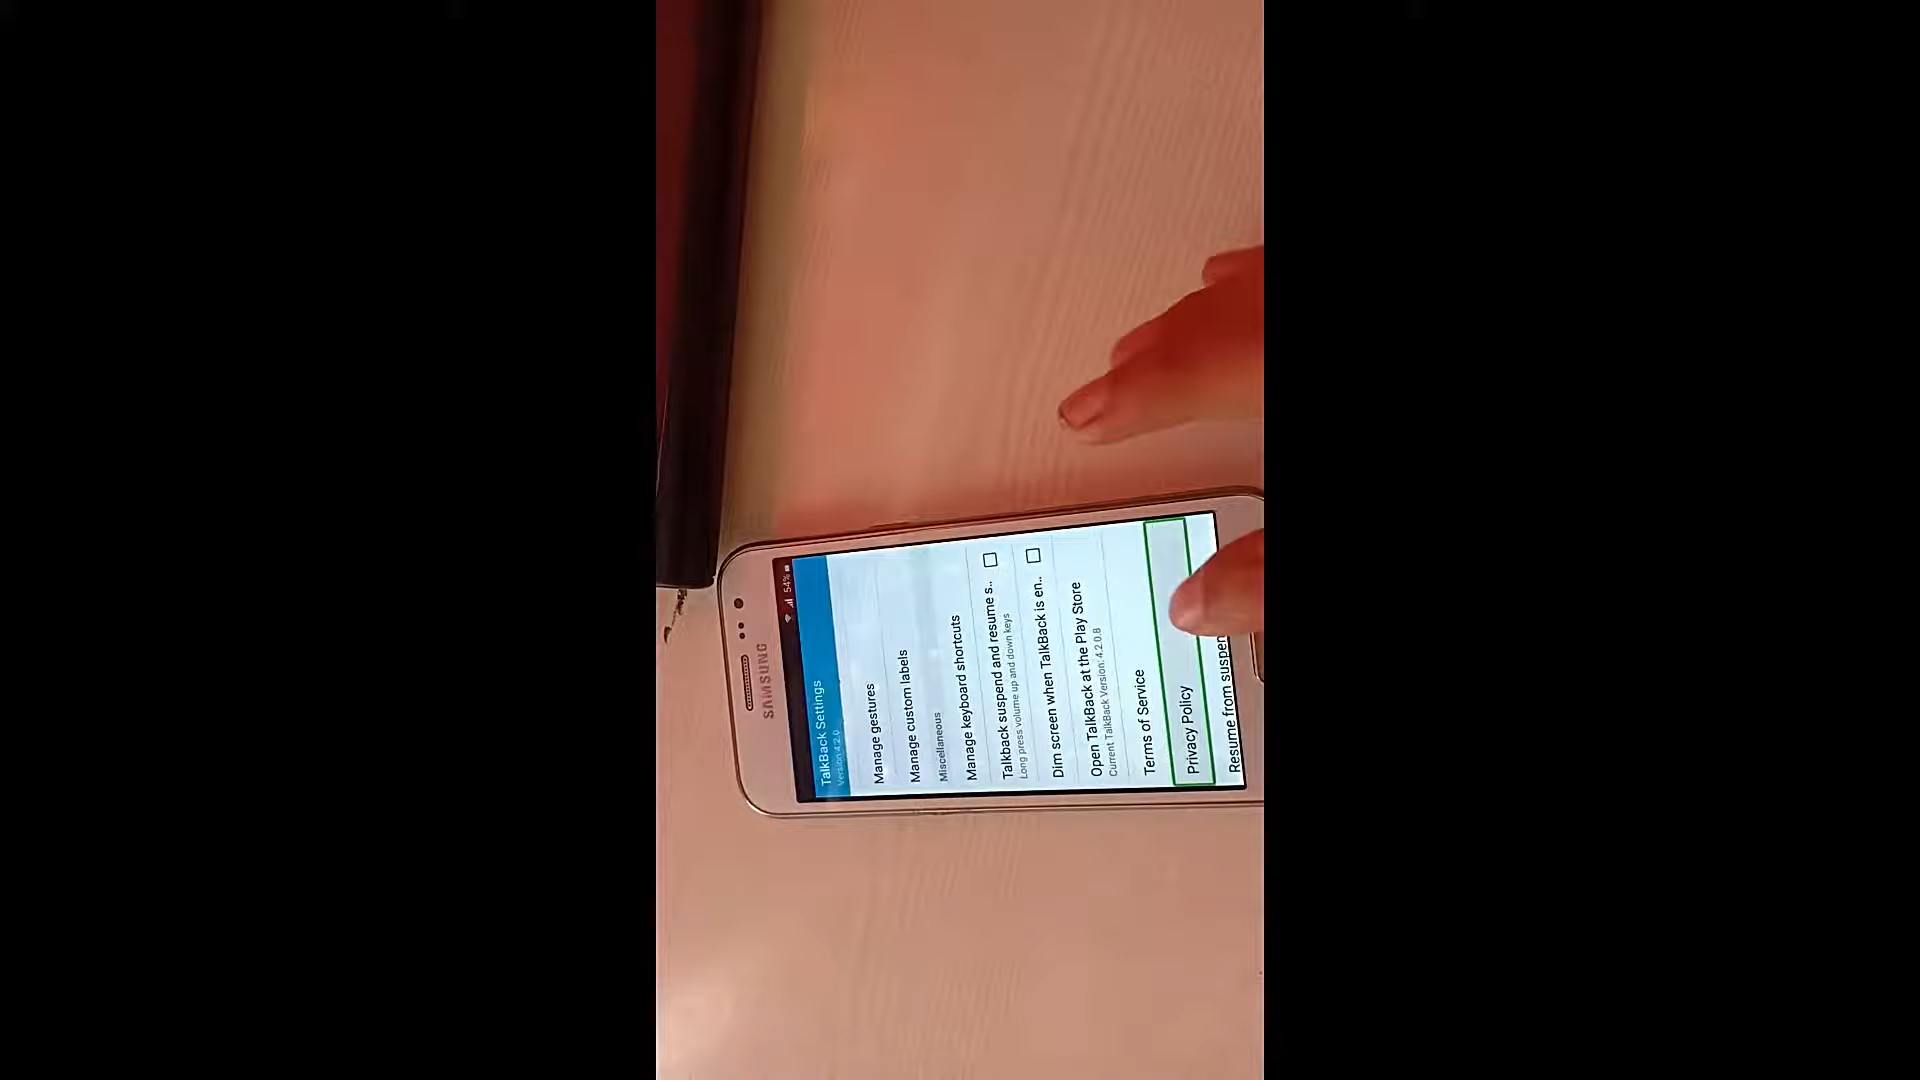 SAMSUNG
54%
TalkBack Settings
Version 4.2.0
Manage gestures
Manage custom labels
Miscellaneous
Manage keyboard shortcuts
Talkback suspend and resume s..
Long press volume up and down keys
Dim screen when TalkBack is en..
Open TalkBack at the Play Store
Current TalkBack Version: 4.2.0.8
Terms of Service
Privacy Policy
Resume from suspen